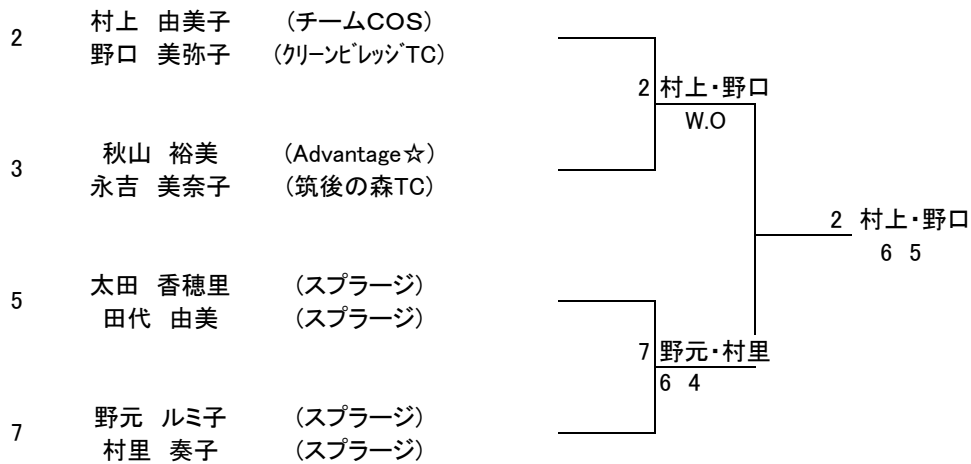 2
村上　由美子　(チームCOS)
野口　美弥子　(ｸﾘｰﾝﾋﾞﾚｯｼﾞTC)
2 村上・野口
W.O
3
秋山　裕美　(Advantage☆)
永吉　美奈子　(筑後の森TC)
2 村上・野口
6 5
5
太田　香穂里　(スプラージ)
田代　由美　(スプラージ)
7 野元・村里
6 4
7
野元　ルミ子　(スプラージ)
村里　奏子　(スプラージ)